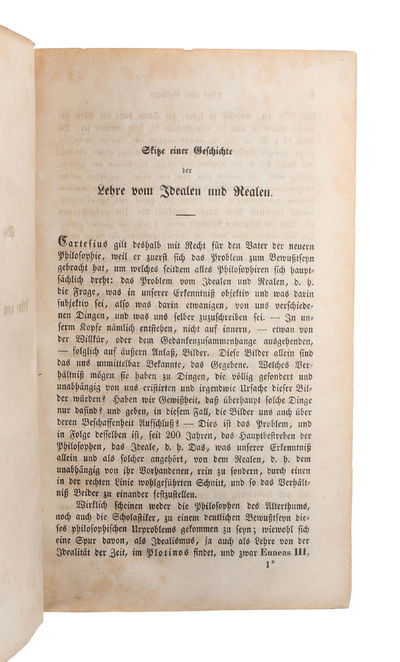 Skitze einer Geschichte
der
Lehre vom Idealen und Realen.
Cartesius gilt deshalb mit Recht für den Vater der neuern
Philosophie, weil er zuerst sich das Problem zum Bewußtseyn
gebracht hat, um welches seitdem alles Philosophiren sich haupt-
sächlich dreht: das Problem vom Idealen und Realen, d. h.
die Frage, was in unserer Erkenntniß objektiv und was darin
subjektiv sei, also was darin etwanigen, von uns verschiede-
nen Dingen, und was uns selber zuzuschreiben sei. — In un-
serm Kopfe nämlich entstehen, nicht auf innern, — etwan von
der Willkür, oder dem Gedankenzusammenhange ausgehenden,
— folglich auf äußern Anlaß, Bilder. Diese Bilder allein sind
das uns unmittelbar Bekannte, das Gegebene. Welches Ver-
hältniß mögen sie haben zu Dingen, die völlig gesondert und
unabhängig von uns existirten und irgendwie Ursache dieser Bil-
der würden? Haben wir Gewißheit, daß überhaupt solche Dinge
nur dasind? und geben, in diesem Fall, die Bilder uns auch über
deren Beschaffenheit Aufschluß? — Dies ist das Problem, und
in Folge desselben ist, seit 200 Jahren, das Hauptbestreben der
Philosophen, das Ideale, d. h. Das, was unserer Erkenntniß
allein und als solcher angehört, von dem Realen, d. h. dem
unabhängig von ihr Vorhandenen, rein zu sondern, durch einen
in der rechten Linie wohlgeführten Schnitt, und so das Verhält-
niß Beider zu einander festzustellen.
Wirklich scheinen weder die Philosophen des Alterthums,
noch auch die Scholastiker, zu einem deutlichen Bewußtseyn die-
ses philosophischen Urproblems gekommen zu seyn; wiewohl sich
eine Spur davon, als Idealismus, ja auch als Lehre von der
Idealität der Zeit, im Plotinos findet, und zwar Enneas III,
1*